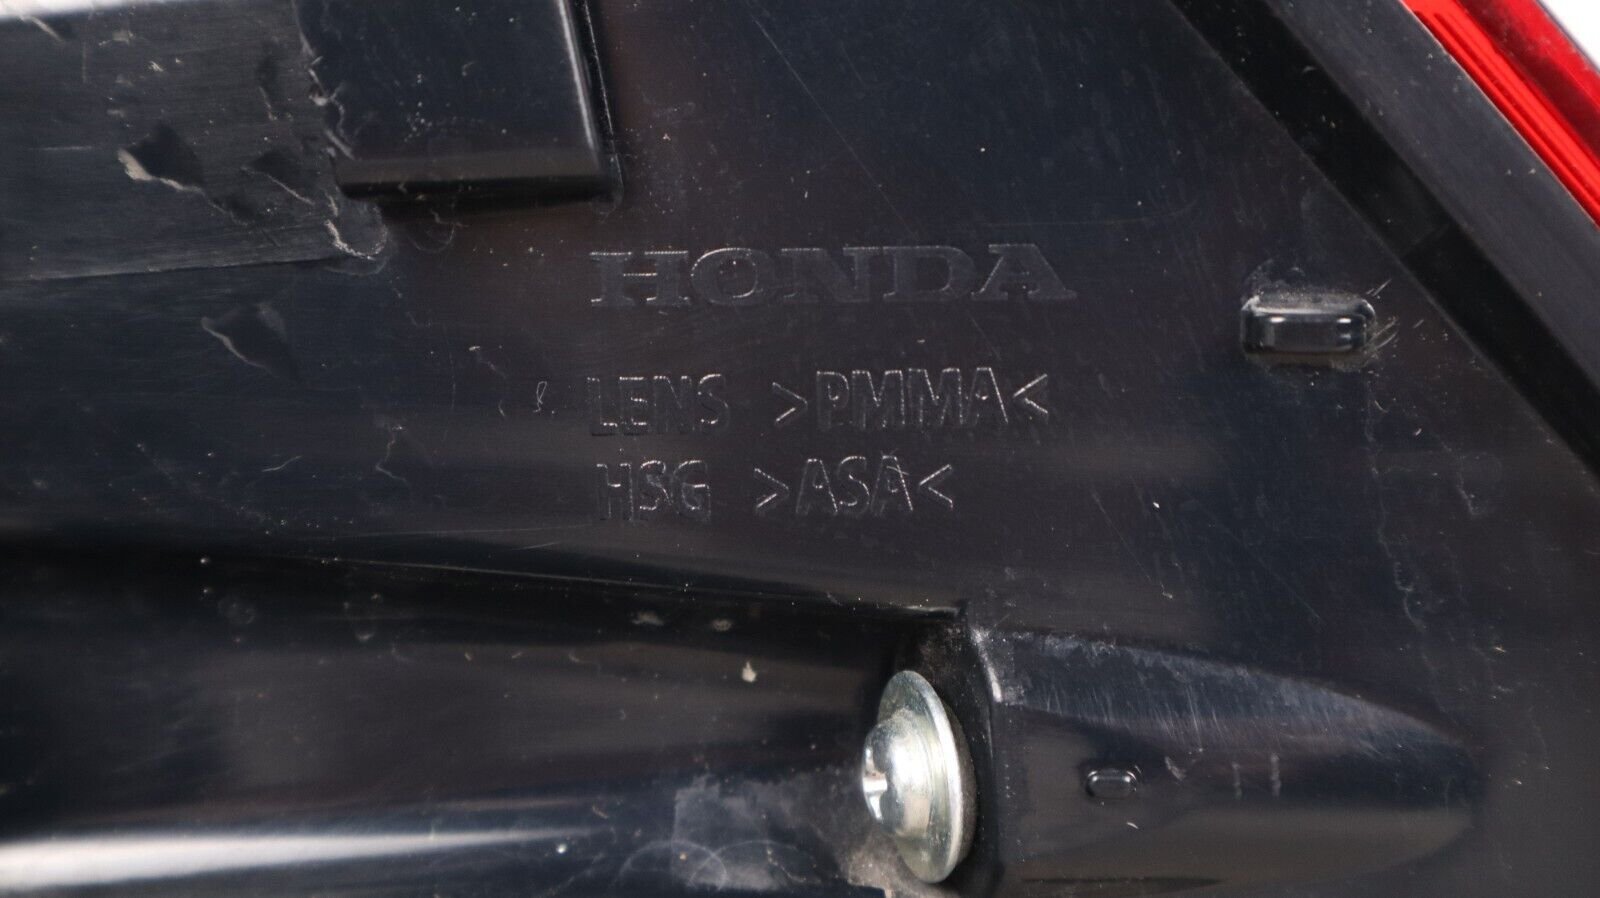 HONDA
LENS >PMMA<
HSG >ASA<